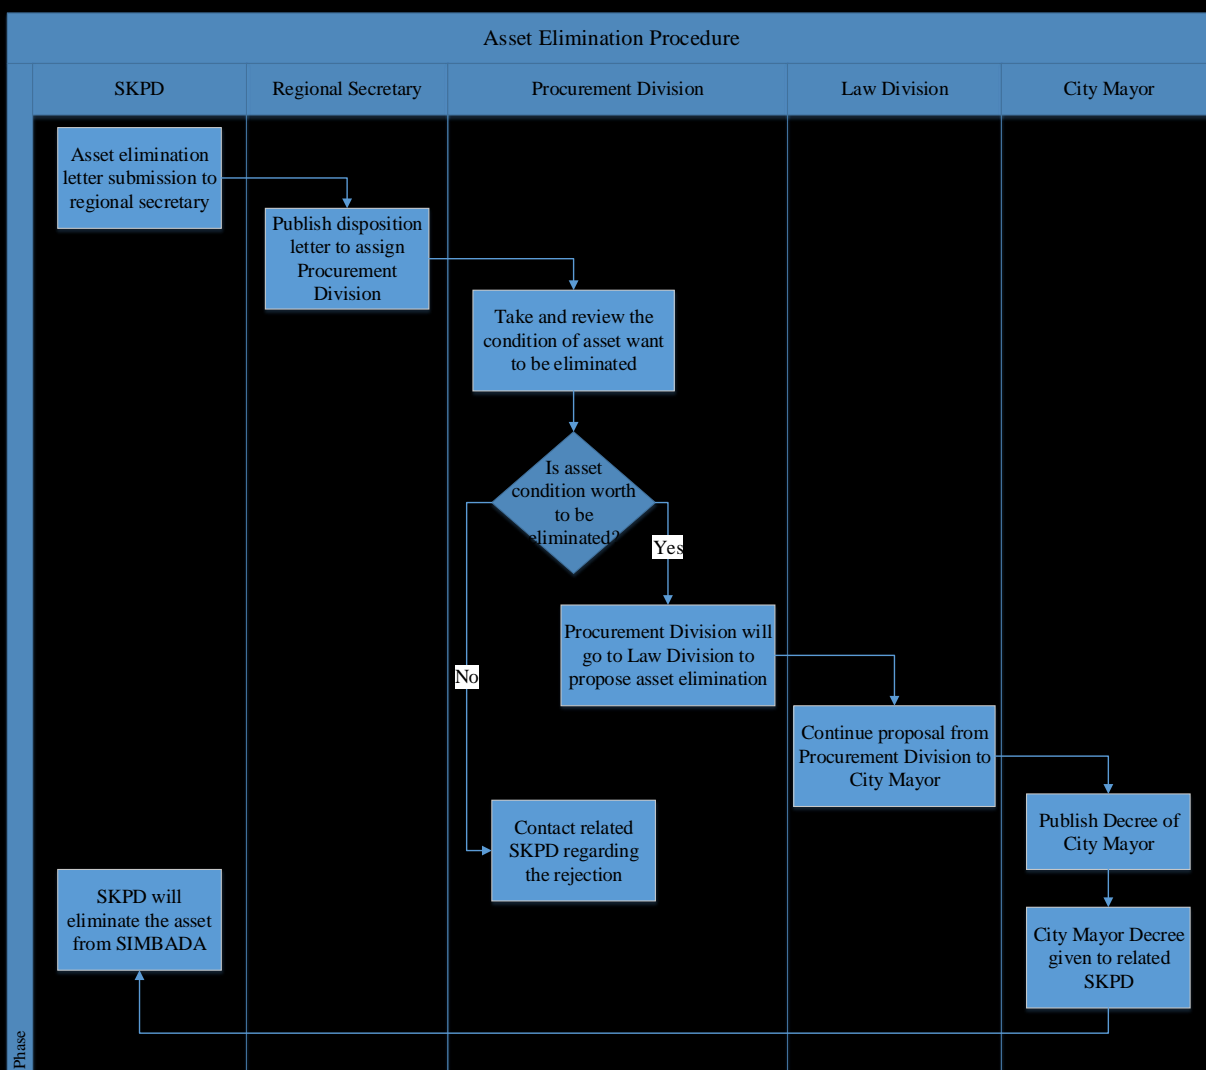 Asset Elimination Procedure
SKPD
Regional Secretary
Procurement Division
Law Division
City Mayor
Asset elimination
letter submission to
regional secretary
Publish disposition
letter to assign
Procurement
Division
Take and review the
condition of asset want
to be eliminated
Is asset
condition worth
to be
eliminated?
Yes
No
Procurement Division will
go to Law Division to
propose asset elimination
Continue proposal from
Procurement Division to
City Mayor
Contact related
SKPD regarding
the rejection
Publish Decree of
City Mayor
SKPD will
eliminate the asset
from SIMBADA
City Mayor Decree
given to related
SKPD
Phase